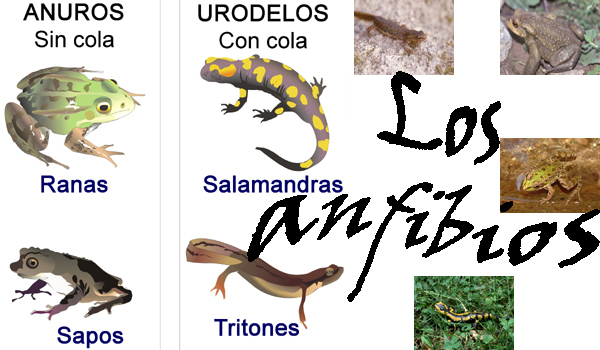 ANUROS
Sin cola
Ranas
Sapos
URODELOS
Con cola
Salamandras
Tritones
Los
anfibios